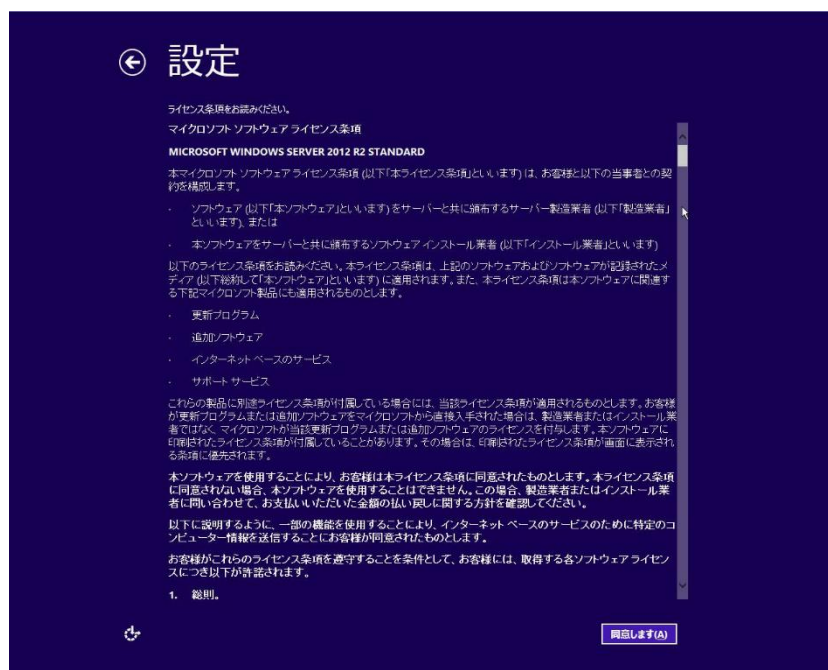 設定
ライセンス条項をお読みください。
マイクロソフト ソフトウェア ライセンス条項
MICROSOFT WINDOWS SERVER 2012 R2 STANDARD
本マイクロソフト ソフトウェア ライセンス条項 (以下「本ライセンス条項」といいます) は、お客様と以下の当事者との契
約を構成します。
· ソフトウェア (以下「本ソフトウェア」といいます) をサーバーと共に頒布するサーバー製造業者 (以下「製造業者」
といいます)、または
· 本ソフトウェアをサーバーと共に頒布するソフトウェア インストール業者 (以下「インストール業者」といいます)
以下のライセンス条項をお読みください。本ライセンス条項は、上記のソフトウェアおよびソフトウェアが記録されたメ
ディア (以下総称して「本ソフトウェア」といいます) に適用されます。また、本ライセンス条項は本ソフトウェアに関連す
る下記マイクロソフト製品にも適用されるものとします。
· 更新プログラム
· 追加ソフトウェア
· インターネット ベースのサービス
· サポート サービス
これらの製品に別途ライセンス条項が付属している場合には、当該ライセンス条項が適用されるものとします。お客様
が更新プログラムまたは追加ソフトウェアをマイクロソフトから直接入手された場合は、製造業者またはインストール業
者ではなく、マイクロソフトが当該更新プログラムまたは追加ソフトウェアのライセンスを付与します。本ソフトウェアに
印刷されたライセンス条項が付属していることがあります。その場合は、印刷されたライセンス条項が画面に表示され
る条項に優先されます。
本ソフトウェアを使用することにより、お客様は本ライセンス条項に同意されたものとします。本ライセンス条項
に同意されない場合、本ソフトウェアを使用することはできません。この場合、製造業者またはインストール業
者に問い合わせて、お支払いいただいた金額の払い戻しに関する方針を確認してください。
以下に説明するように、一部の機能を使用することにより、インターネット ベースのサービスのために特定のコ
ンピューター情報を送信することにお客様が同意されたものとします。
お客様がこれらのライセンス条項を遵守することを条件として、お客様には、取得する各ソフトウェア ライセン
スにつき以下が許諾されます。
1. 総則。
同意します(A)